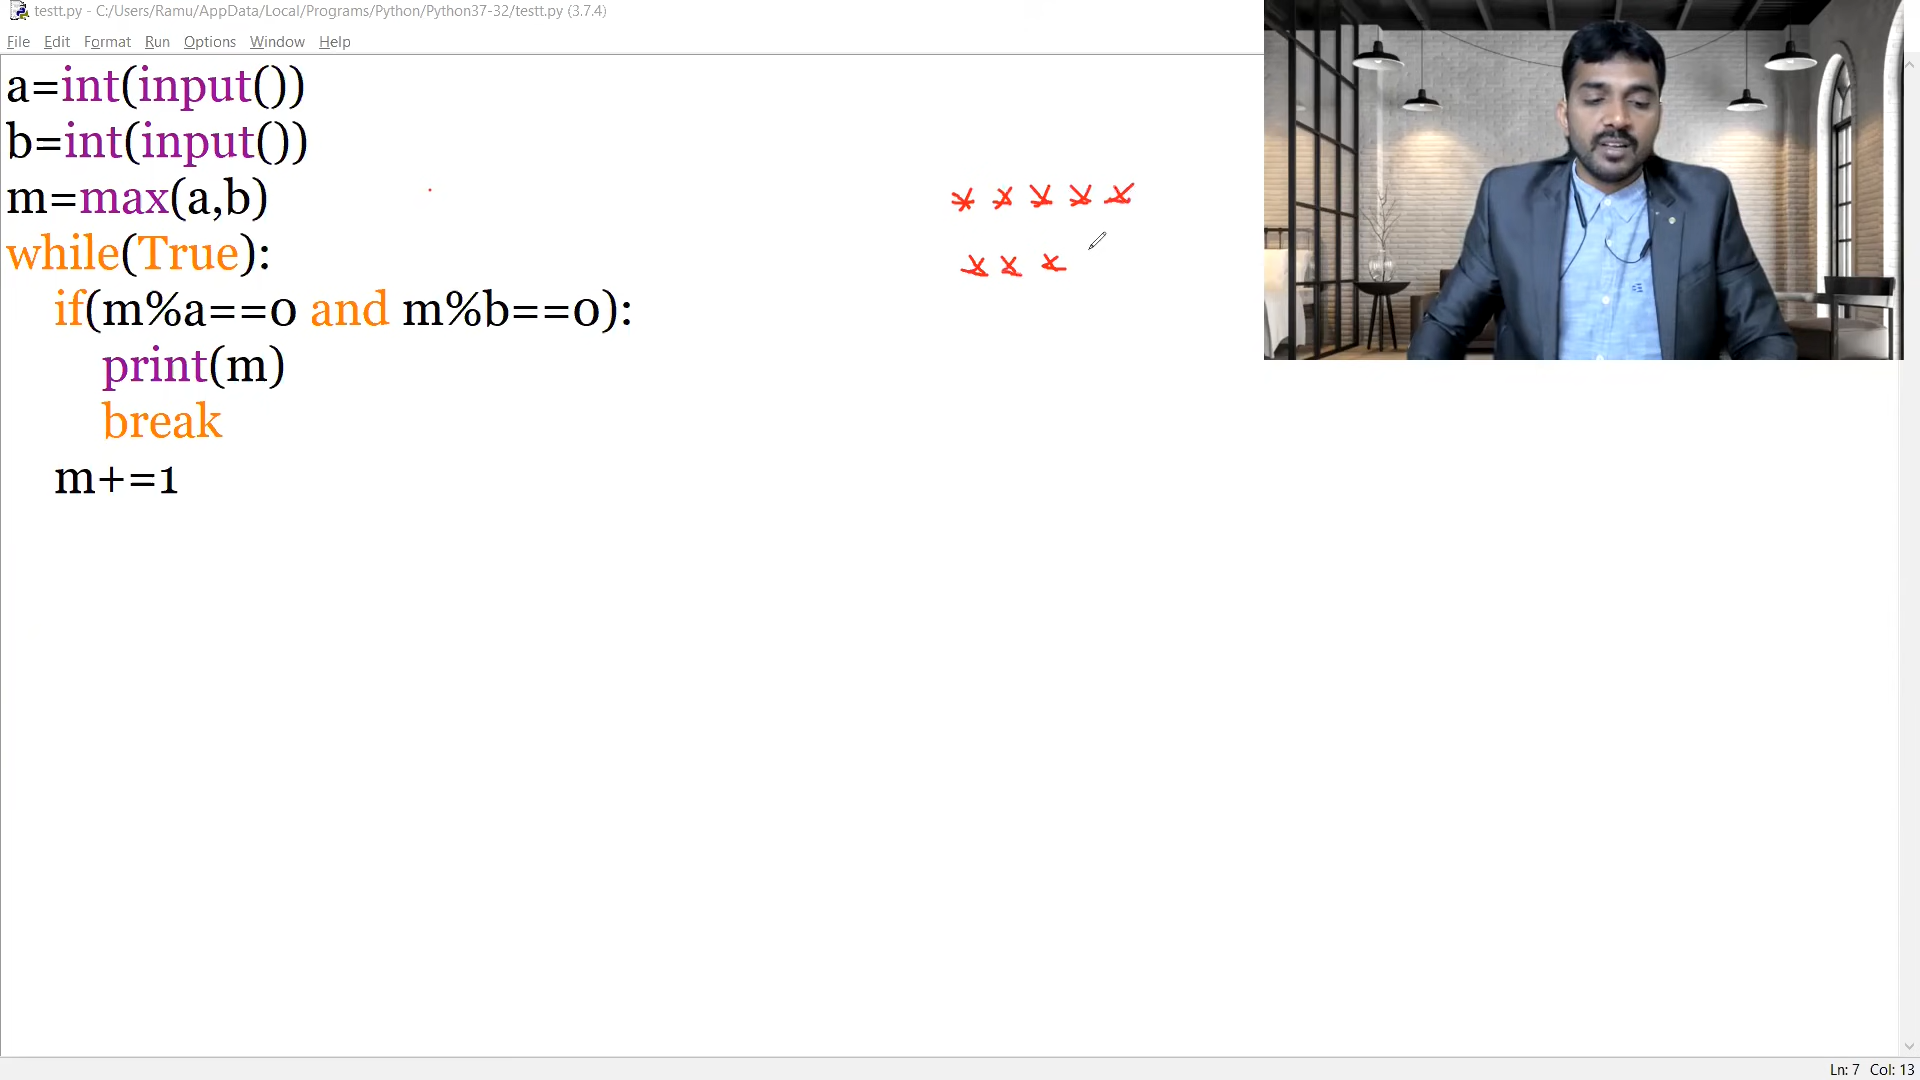 testt.py - C:/Users/Ramu/AppData/Local/Programs/Python/Python37-32/testt.py (3.7.4)
File Edit Format Run Options Window Help
a=int(input())
b=int(input())
m=max(a,b)
while(True):
if(m%a==0 and m%b==0):
print(m)
break
m+=1
* * * * *
* * *
Ln: 7 Col: 13